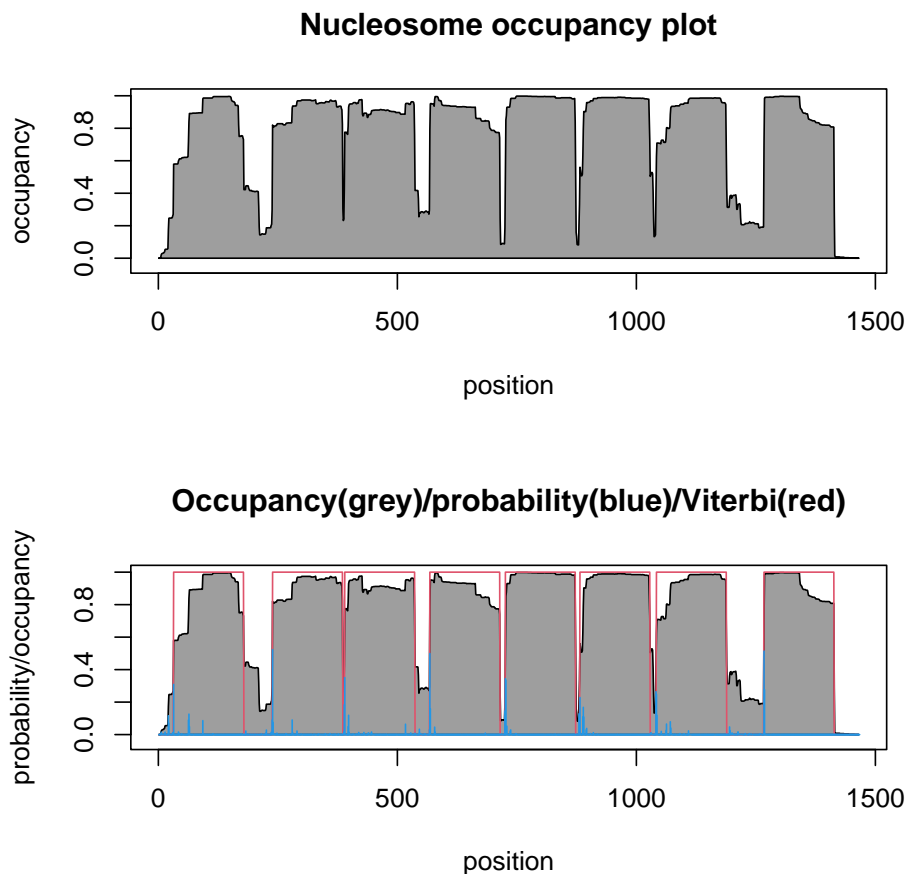 Nucleosome occupancy plot
occupancy
0.0 0.4 0.8
0 500 1000 1500
position
Occupancy(grey)/probability(blue)/Viterbi(red)
probability/occupancy
0.0 0.4 0.8
0 500 1000 1500
position